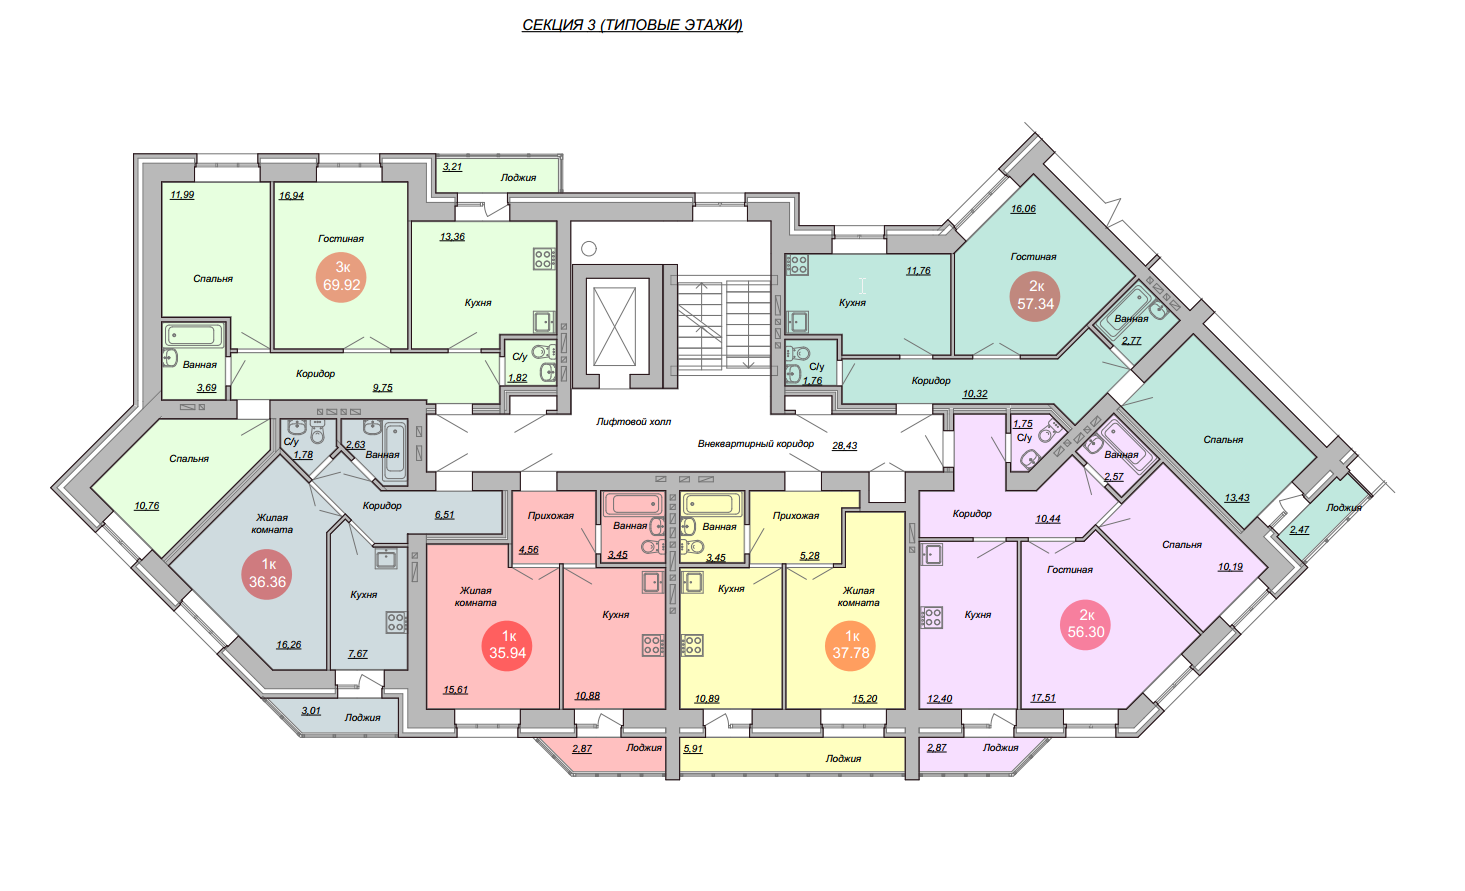 СЕКЦИЯ 3 (ТИПОВЫЕ ЭТАЖИ)
3,21
Лоджия
11,99
16,94
13,36
Гостиная
3к
69.92
Спальня
Кухня
Ванная
3,69
Коридор
9,75
С/у
1,82
Спальня
10,76
С/у
1,78
2,63
Ванная
Коридор
6,51
Жилая
комната
1к
36.36
16,26
Кухня
7,67
3,01
Лоджия
Лифтовой холл
Внеквартирный коридор
28,43
Прихожая
4,56
Ванная
3,45
Жилая
комната
1к
35.94
15,61
Кухня
10,88
2,87
Лоджия
Ванная
3,45
Прихожая
5,28
Кухня
10,89
Жилая
комната
1к
37.78
15,20
5,91
Лоджия
11,76
Кухня
16,06
Гостиная
2к
57.34
Ванная
2,77
С/у
1,76
Коридор
10,32
Спальня
13,43
Лоджия
2,47
1,75
С/у
Ванная
2,57
Коридор
10,44
Спальня
10,19
Гостиная
2к
56.30
17,51
Кухня
12,40
2,87
Лоджия